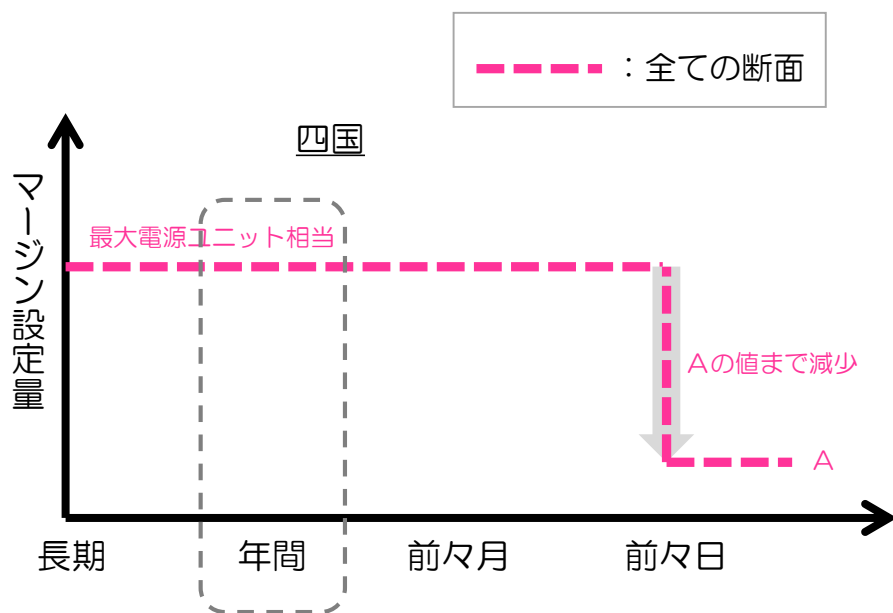 ：全ての断面
四国
マージン設定量
最大電源ユニット相当
Aの値まで減少
A
長期
年間
前々月
前々日